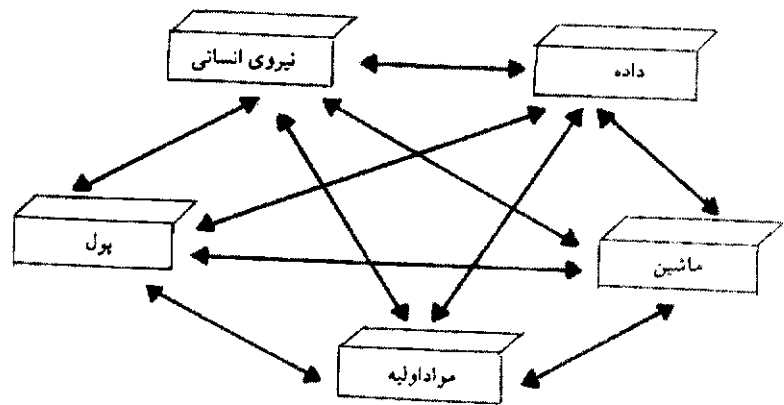 نیروی انسانی
داده
پول
ماشین
مواداولیه